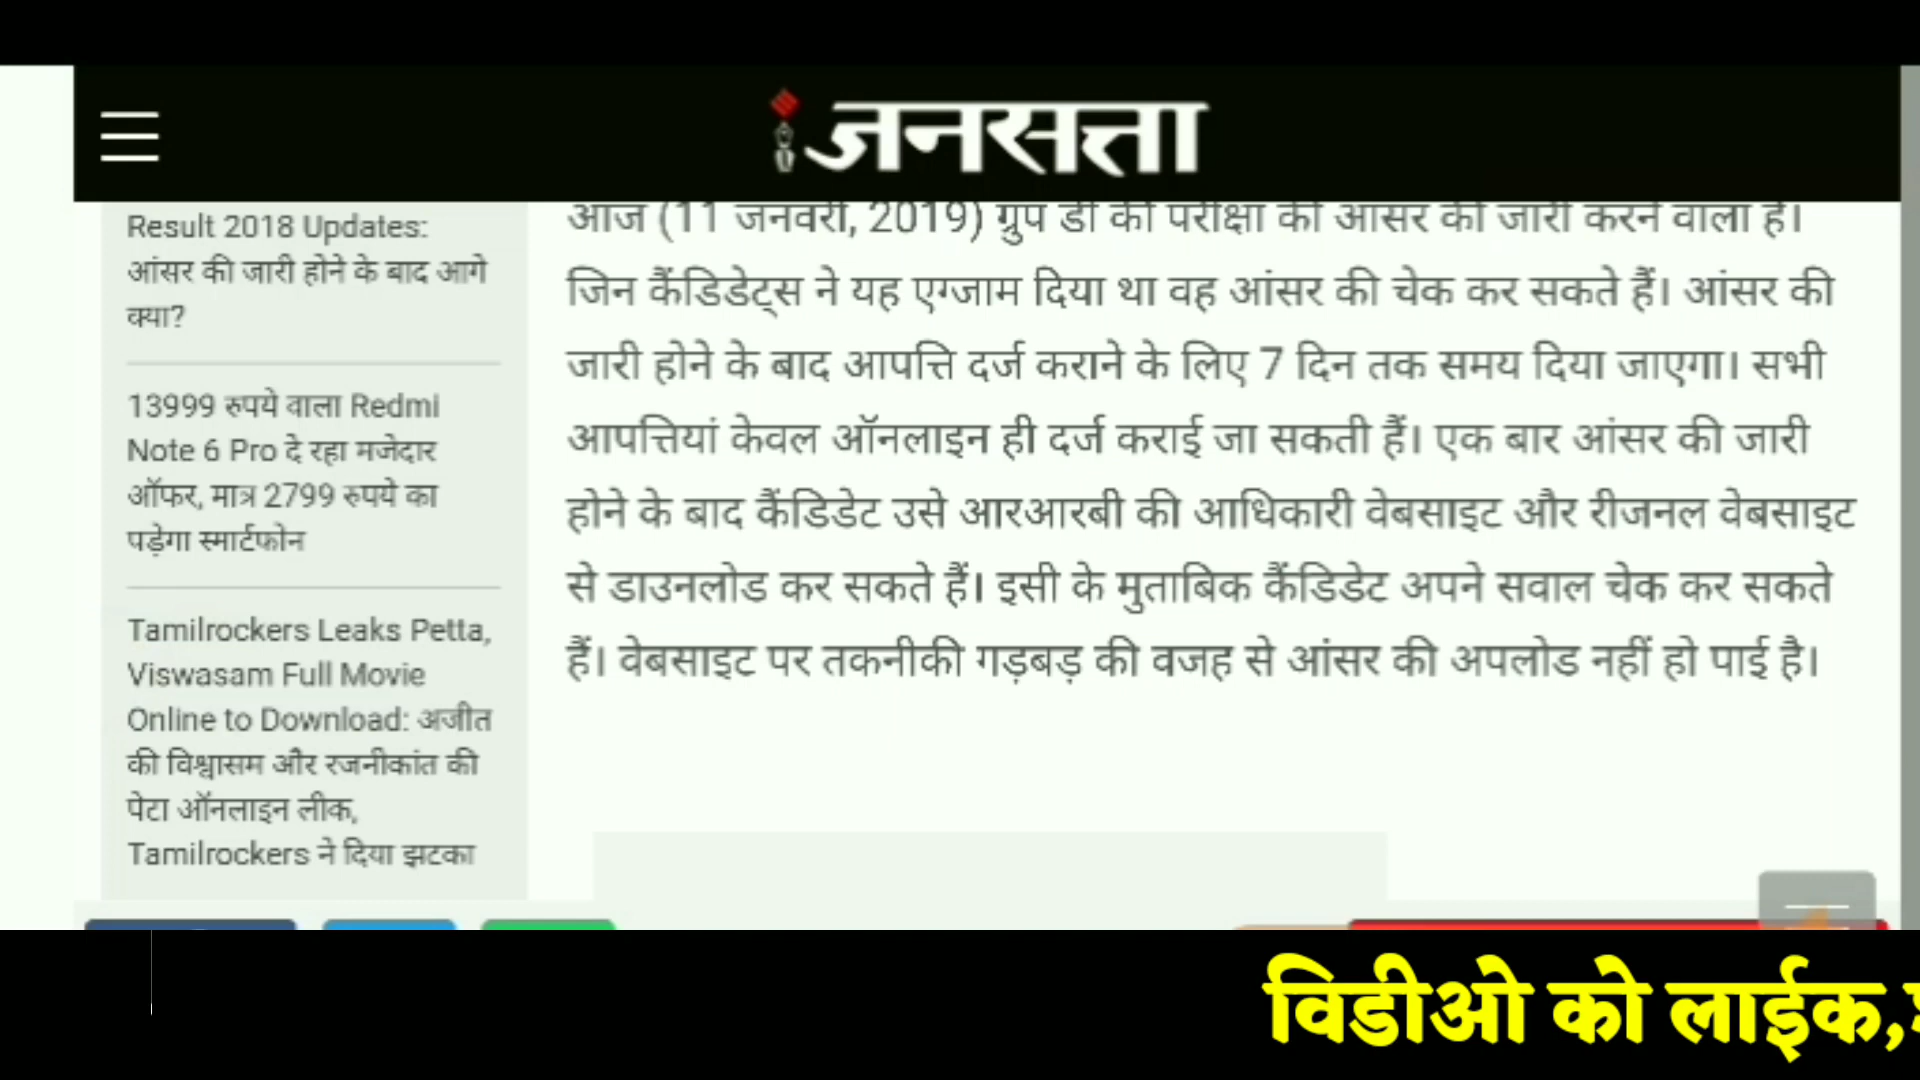 जनसत्ता
Result 2018 Updates:
आंसर की जारी होने के बाद आगे
क्या?
13999 रुपये वाला Redmi
Note 6 Pro दे रहा मजेदार
ऑफर, मात्र 2799 रुपये का
पड़ेगा स्मार्टफोन
Tamilrockers Leaks Petta,
Viswasam Full Movie
Online to Download: अजीत
की विश्वासम और रजनीकांत की
पेटा ऑनलाइन लीक,
Tamilrockers ने दिया झटका
आज (11 जनवरी, 2019) ग्रुप डी की परीक्षा की आंसर की जारी करने वाला है।
जिन कैंडिडेट्स ने यह एग्जाम दिया था वह आंसर की चेक कर सकते हैं। आंसर की
जारी होने के बाद आपत्ति दर्ज कराने के लिए 7 दिन तक समय दिया जाएगा। सभी
आपत्तियां केवल ऑनलाइन ही दर्ज कराई जा सकती हैं। एक बार आंसर की जारी
होने के बाद कैंडिडेट उसे आरआरबी की आधिकारी वेबसाइट और रीजनल वेबसाइट
से डाउनलोड कर सकते हैं। इसी के मुताबिक कैंडिडेट अपने सवाल चेक कर सकते
हैं। वेबसाइट पर तकनीकी गड़बड़ की वजह से आंसर की अपलोड नहीं हो पाई है।
विडीओ को लाईक,